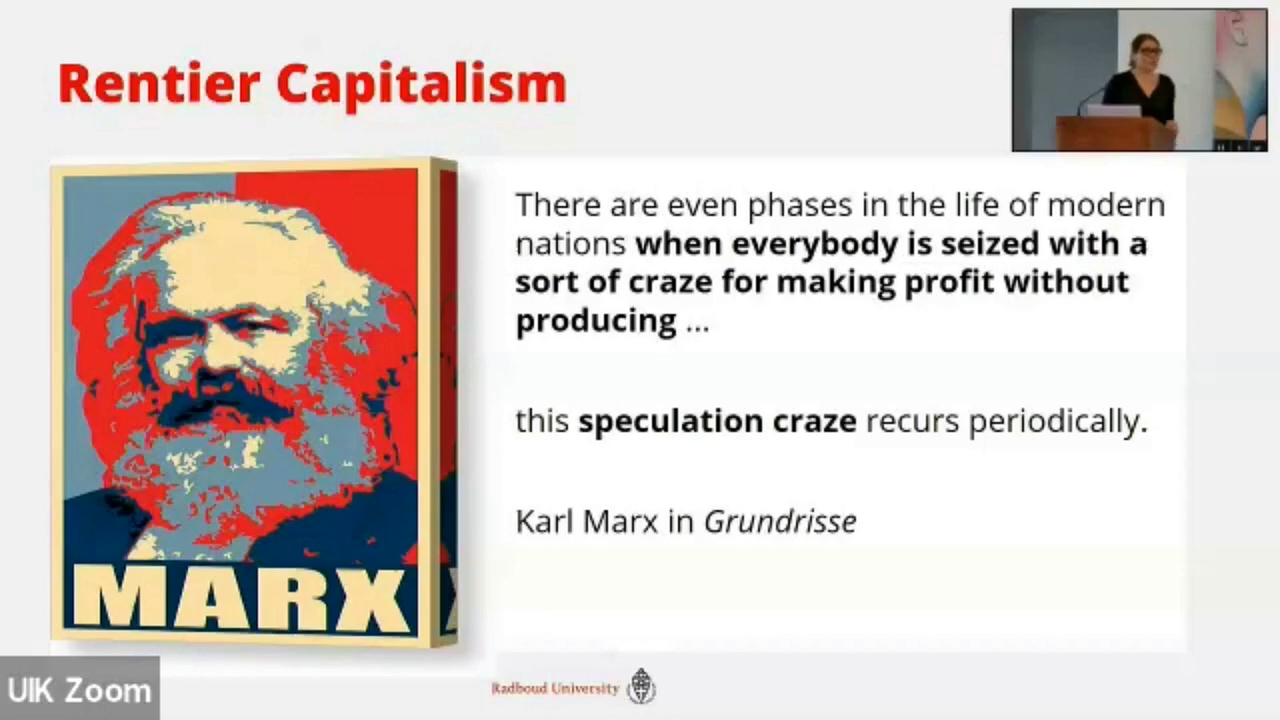 Rentier Capitalism
There are even phases in the life of modern
nations when everybody is seized with a
sort of craze for making profit without
producing ...
this speculation craze recurs periodically.
Karl Marx in Grundrisse
MARX
UIK Zoom
Radboud University